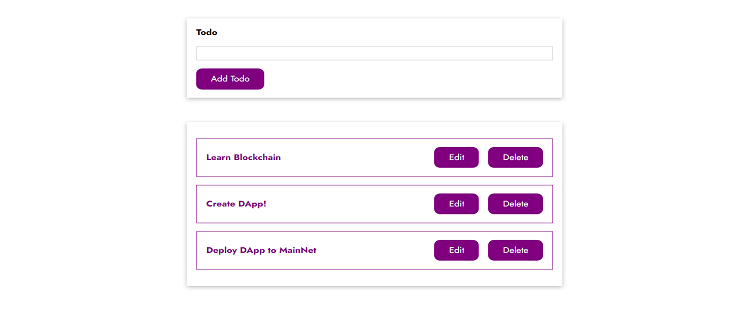 Todo
Add Todo
Learn Blockchain Edit Delete
Create DApp! Edit Delete
Deploy DApp to MainNet Edit Delete